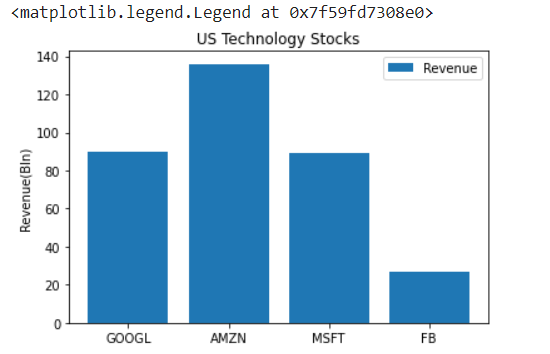 <matplotlib.legend.Legend at 0x7f59fd7308e0>
US Technology Stocks
Revenue
Revenue(Bln)
140
120
100
80
60
40
20
0
GOOGL AMZN MSFT FB